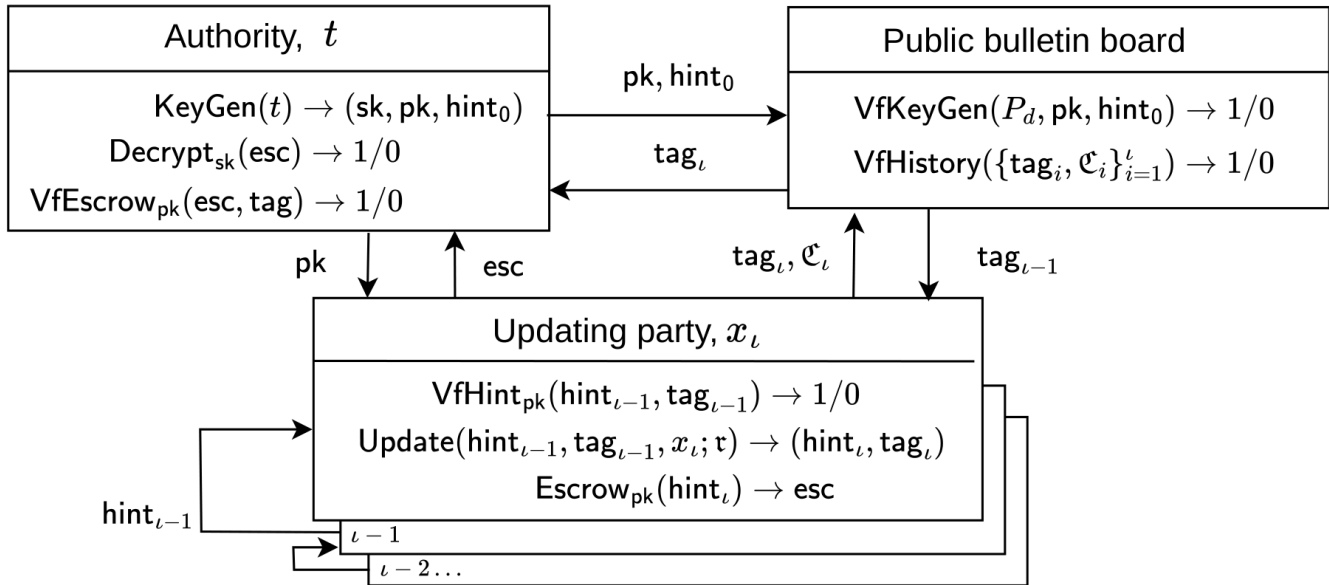 Authority, t
KeyGen(t) → (sk, pk, hint₀)
Decrypt_sk(esc) → 1/0
VfEscrow_pk(esc, tag) → 1/0
pk, hint₀
tag_ι
Public bulletin board
VfKeyGen(P_d, pk, hint₀) → 1/0
VfHistory({tag_i, ℭ_i}_{i=1}^ι) → 1/0
pk
esc
tag_ι, ℭ_ι
tag_{ι−1}
Updating party, x_ι
VfHint_pk(hint_{ι−1}, tag_{ι−1}) → 1/0
Update(hint_{ι−1}, tag_{ι−1}, x_ι; 𝔯) → (hint_ι, tag_ι)
Escrow_pk(hint_ι) → esc
hint_{ι−1}
ι − 1
ι − 2 …